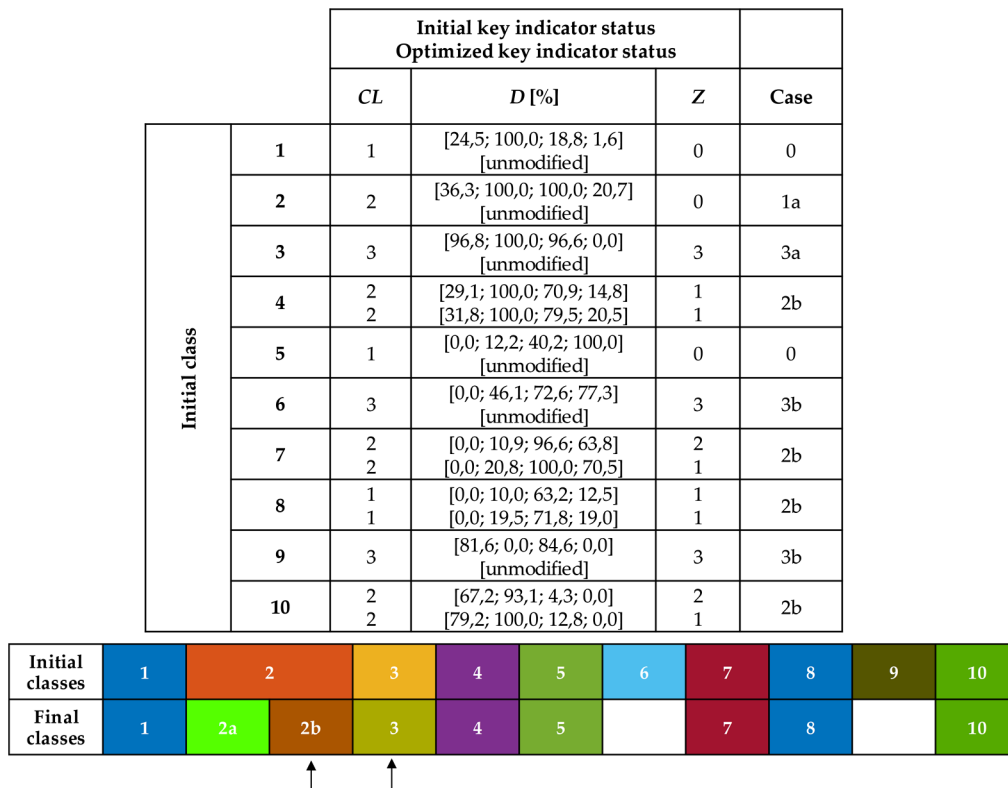 Initial key indicator status
Optimized key indicator status
CL D [%] Z Case
Initial class
1 1 [24,5; 100,0; 18,8; 1,6] 0 0
[unmodified]
2 2 [36,3; 100,0; 100,0; 20,7] 0 1a
[unmodified]
3 3 [96,8; 100,0; 96,6; 0,0] 3 3a
[unmodified]
4 2 [29,1; 100,0; 70,9; 14,8] 1 2b
2 [31,8; 100,0; 79,5; 20,5] 1
5 1 [0,0; 12,2; 40,2; 100,0] 0 0
[unmodified]
6 3 [0,0; 46,1; 72,6; 77,3] 3 3b
[unmodified]
7 2 [0,0; 10,9; 96,6; 63,8] 2 2b
2 [0,0; 20,8; 100,0; 70,5] 1
8 1 [0,0; 10,0; 63,2; 12,5] 1 2b
1 [0,0; 19,5; 71,8; 19,0] 1
9 3 [81,6; 0,0; 84,6; 0,0] 3 3b
[unmodified]
10 2 [67,2; 93,1; 4,3; 0,0] 2 2b
2 [79,2; 100,0; 12,8; 0,0] 1
Initial
classes 1 2 3 4 5 6 7 8 9 10
Final
classes 1 2a 2b 3 4 5 7 8 10